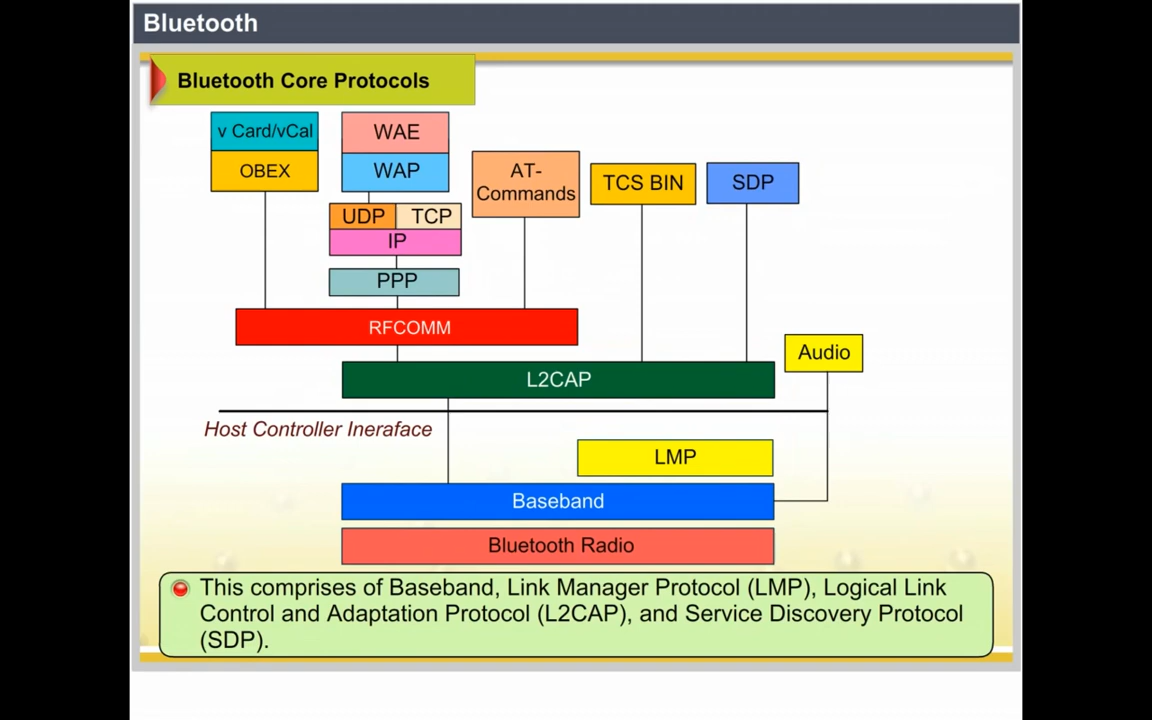 Bluetooth
Bluetooth Core Protocols
v Card/vCal
WAE
OBEX
WAP
AT-
Commands
TCS BIN
SDP
UDP
TCP
IP
PPP
RFCOMM
Audio
L2CAP
Host Controller Ineraface
LMP
Baseband
Bluetooth Radio
This comprises of Baseband, Link Manager Protocol (LMP), Logical Link
Control and Adaptation Protocol (L2CAP), and Service Discovery Protocol
(SDP).